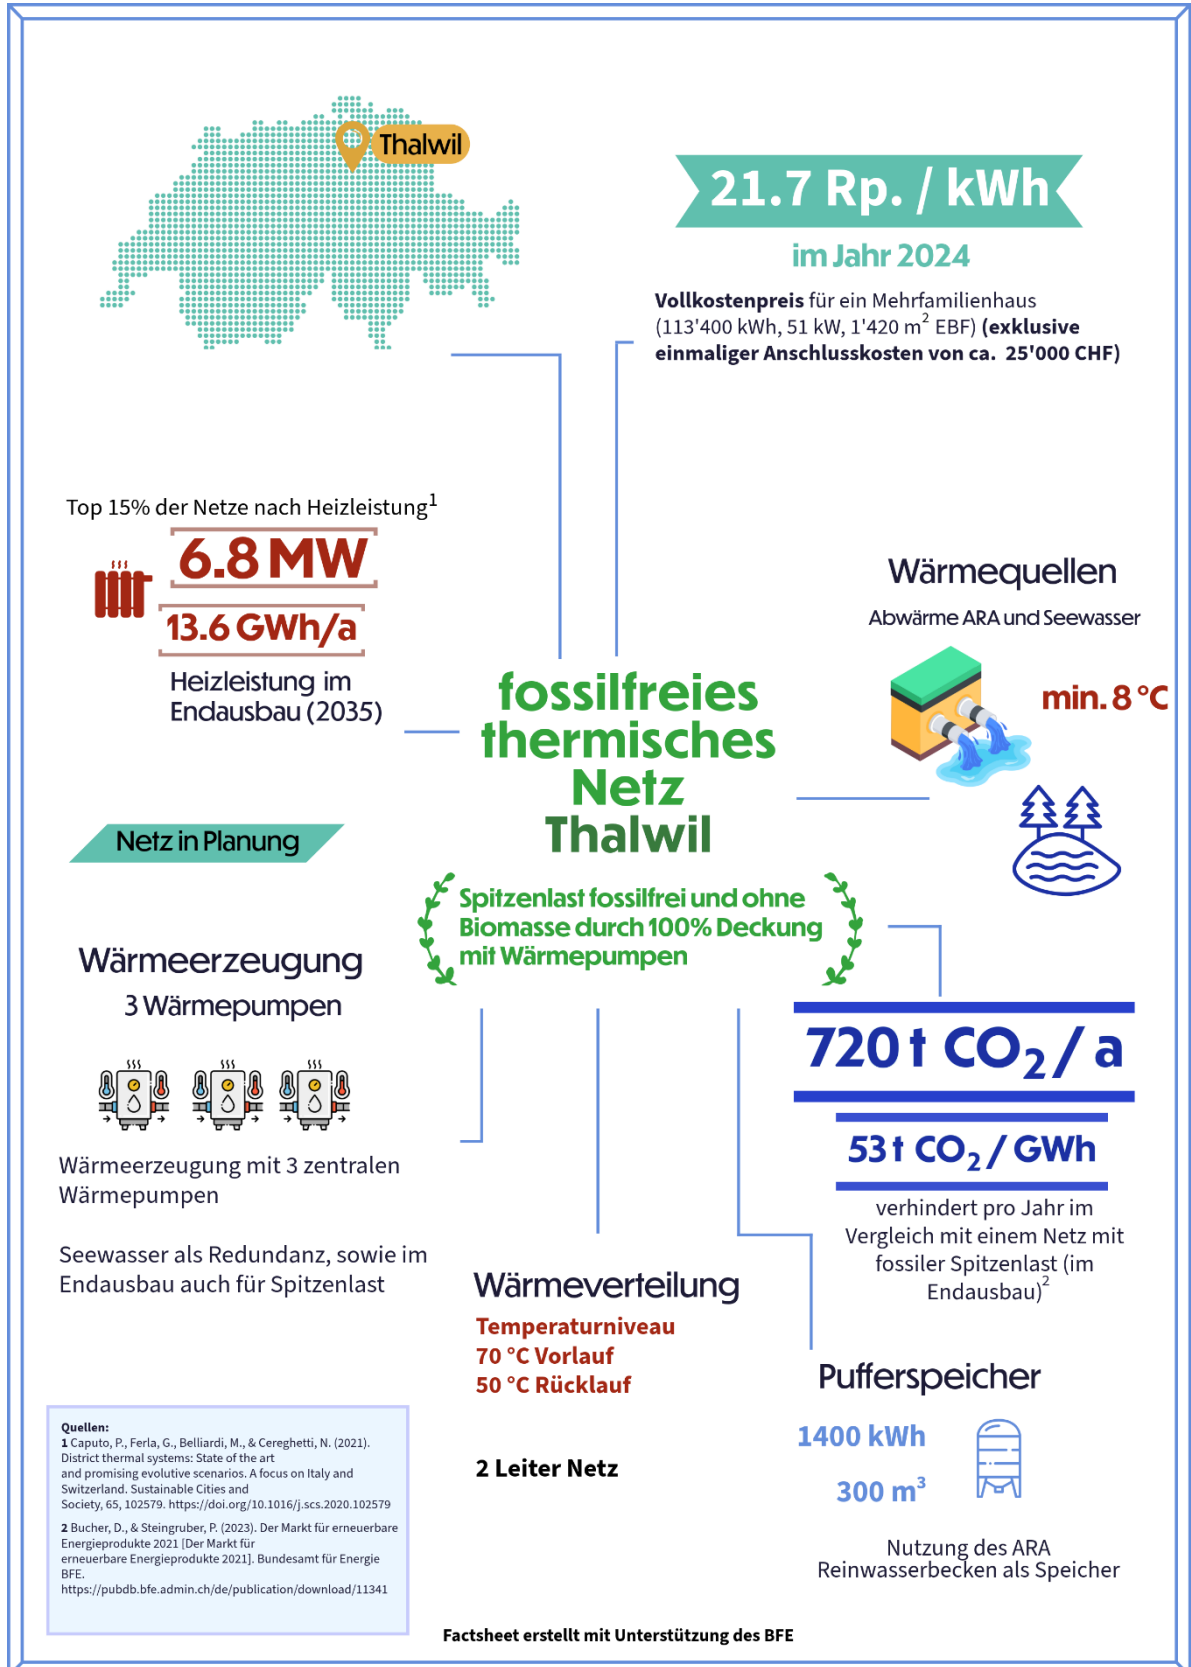 Thalwil
21.7 Rp. / kWh
im Jahr 2024
Vollkostenpreis für ein Mehrfamilienhaus
(113'400 kWh, 51 kW, 1'420 m² EBF) (exklusive
einmaliger Anschlusskosten von ca. 25'000 CHF)
Top 15% der Netze nach Heizleistung¹
6.8 MW
13.6 GWh/a
Heizleistung im
Endausbau (2035)
Wärmequellen
Abwärme ARA und Seewasser
min. 8 °C
fossilfreies
thermisches
Netz
Thalwil
Netz in Planung
Spitzenlast fossilfrei und ohne
Biomasse durch 100% Deckung
mit Wärmepumpen
Wärmeerzeugung
3 Wärmepumpen
Wärmeerzeugung mit 3 zentralen
Wärmepumpen
Seewasser als Redundanz, sowie im
Endausbau auch für Spitzenlast
720 t CO₂ / a
53 t CO₂ / GWh
verhindert pro Jahr im
Vergleich mit einem Netz mit
fossiler Spitzenlast (im
Endausbau)²
Wärmeverteilung
Temperaturniveau
70 °C Vorlauf
50 °C Rücklauf
2 Leiter Netz
Pufferspeicher
1400 kWh
300 m³
Nutzung des ARA
Reinwasserbecken als Speicher
Quellen:
1 Caputo, P., Ferla, G., Belliardi, M., & Cereghetti, N. (2021).
District thermal systems: State of the art
and promising evolutive scenarios. A focus on Italy and
Switzerland. Sustainable Cities and
Society, 65, 102579. https://doi.org/10.1016/j.scs.2020.102579
2 Bucher, D., & Steingruber, P. (2023). Der Markt für erneuerbare
Energieprodukte 2021 [Der Markt für
erneuerbare Energieprodukte 2021]. Bundesamt für Energie
BFE.
https://pubdb.bfe.admin.ch/de/publication/download/11341
Factsheet erstellt mit Unterstützung des BFE